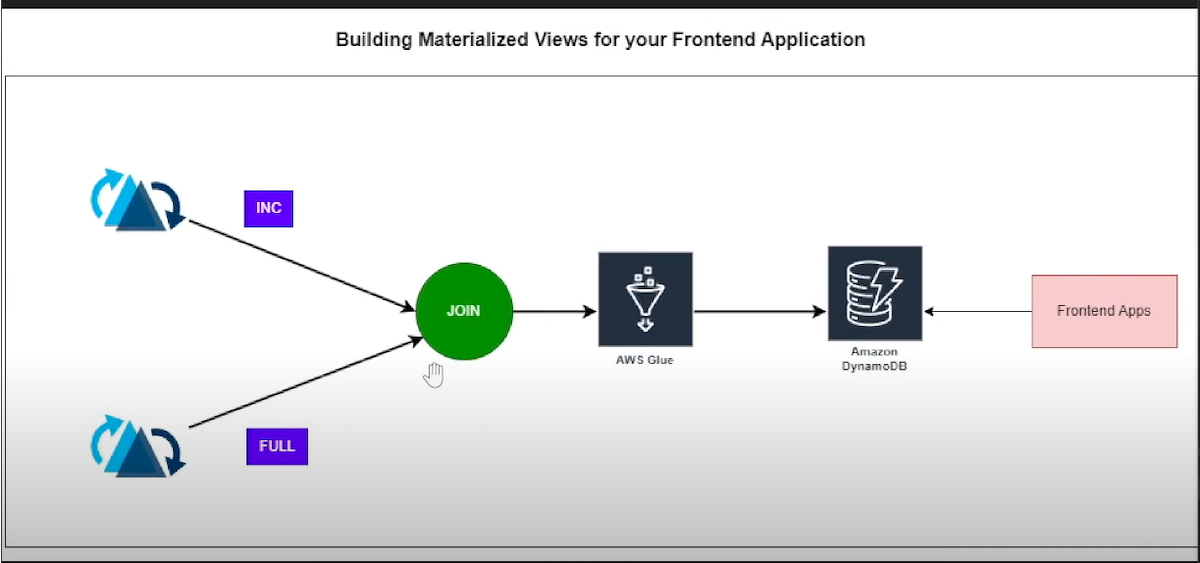 Building Materialized Views for your Frontend Application
INC
JOIN
AWS Glue
Amazon
DynamoDB
Frontend Apps
FULL